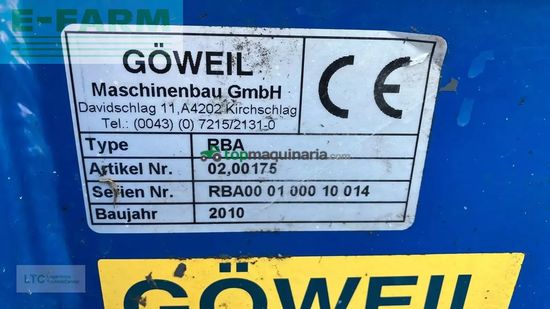 E-FARM
GÖWEIL
Maschinenbau GmbH
Davidschlag 11,A4202 Kirchschlag
Tel.: (0043) (0) 7215/2131-0
CE
Type RBA
topmaquinaria.com
Artikel Nr. 02,00175
Serien Nr. RBA00 01 000 10 014
Baujahr 2010
LTC
GÖWEIL